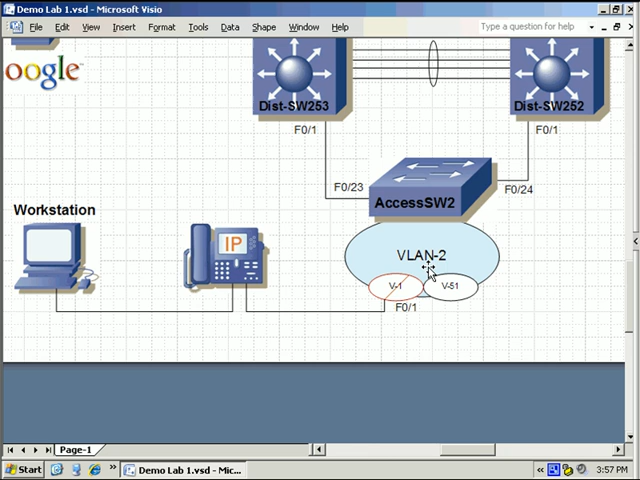 Demo Lab 1.vsd - Microsoft Visio
File Edit View Insert Format Tools Data Shape Window Help
Type a question for help
oogle™
Dist-SW253
Dist-SW252
F0/1
F0/1
F0/23
F0/24
AccessSW2
Workstation
IP
VLAN-2
V-1
V-51
F0/1
Page-1
Start
Demo Lab 1.vsd - Mic...
3:57 PM